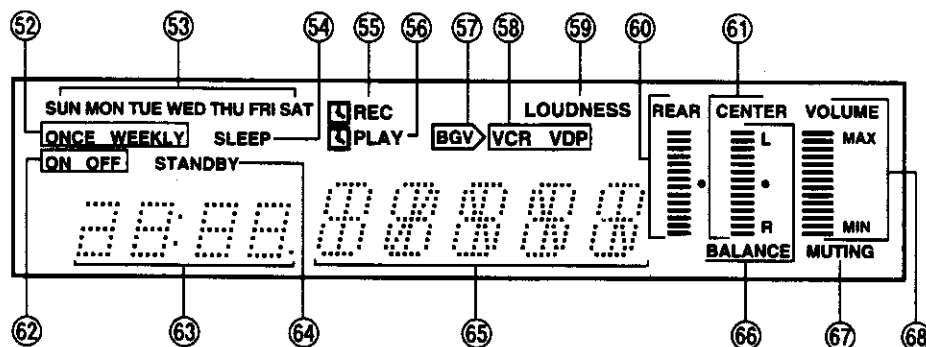 52 53 54 55 56 57 58 59 60 61
SUN MON TUE WED THU FRI SAT REC LOUDNESS REAR CENTER VOLUME
ONCE WEEKLY SLEEP PLAY BGV VCR VDP L MAX
ON OFF STANDBY
R MIN
BALANCE MUTING
62 63 64 65 66 67 68